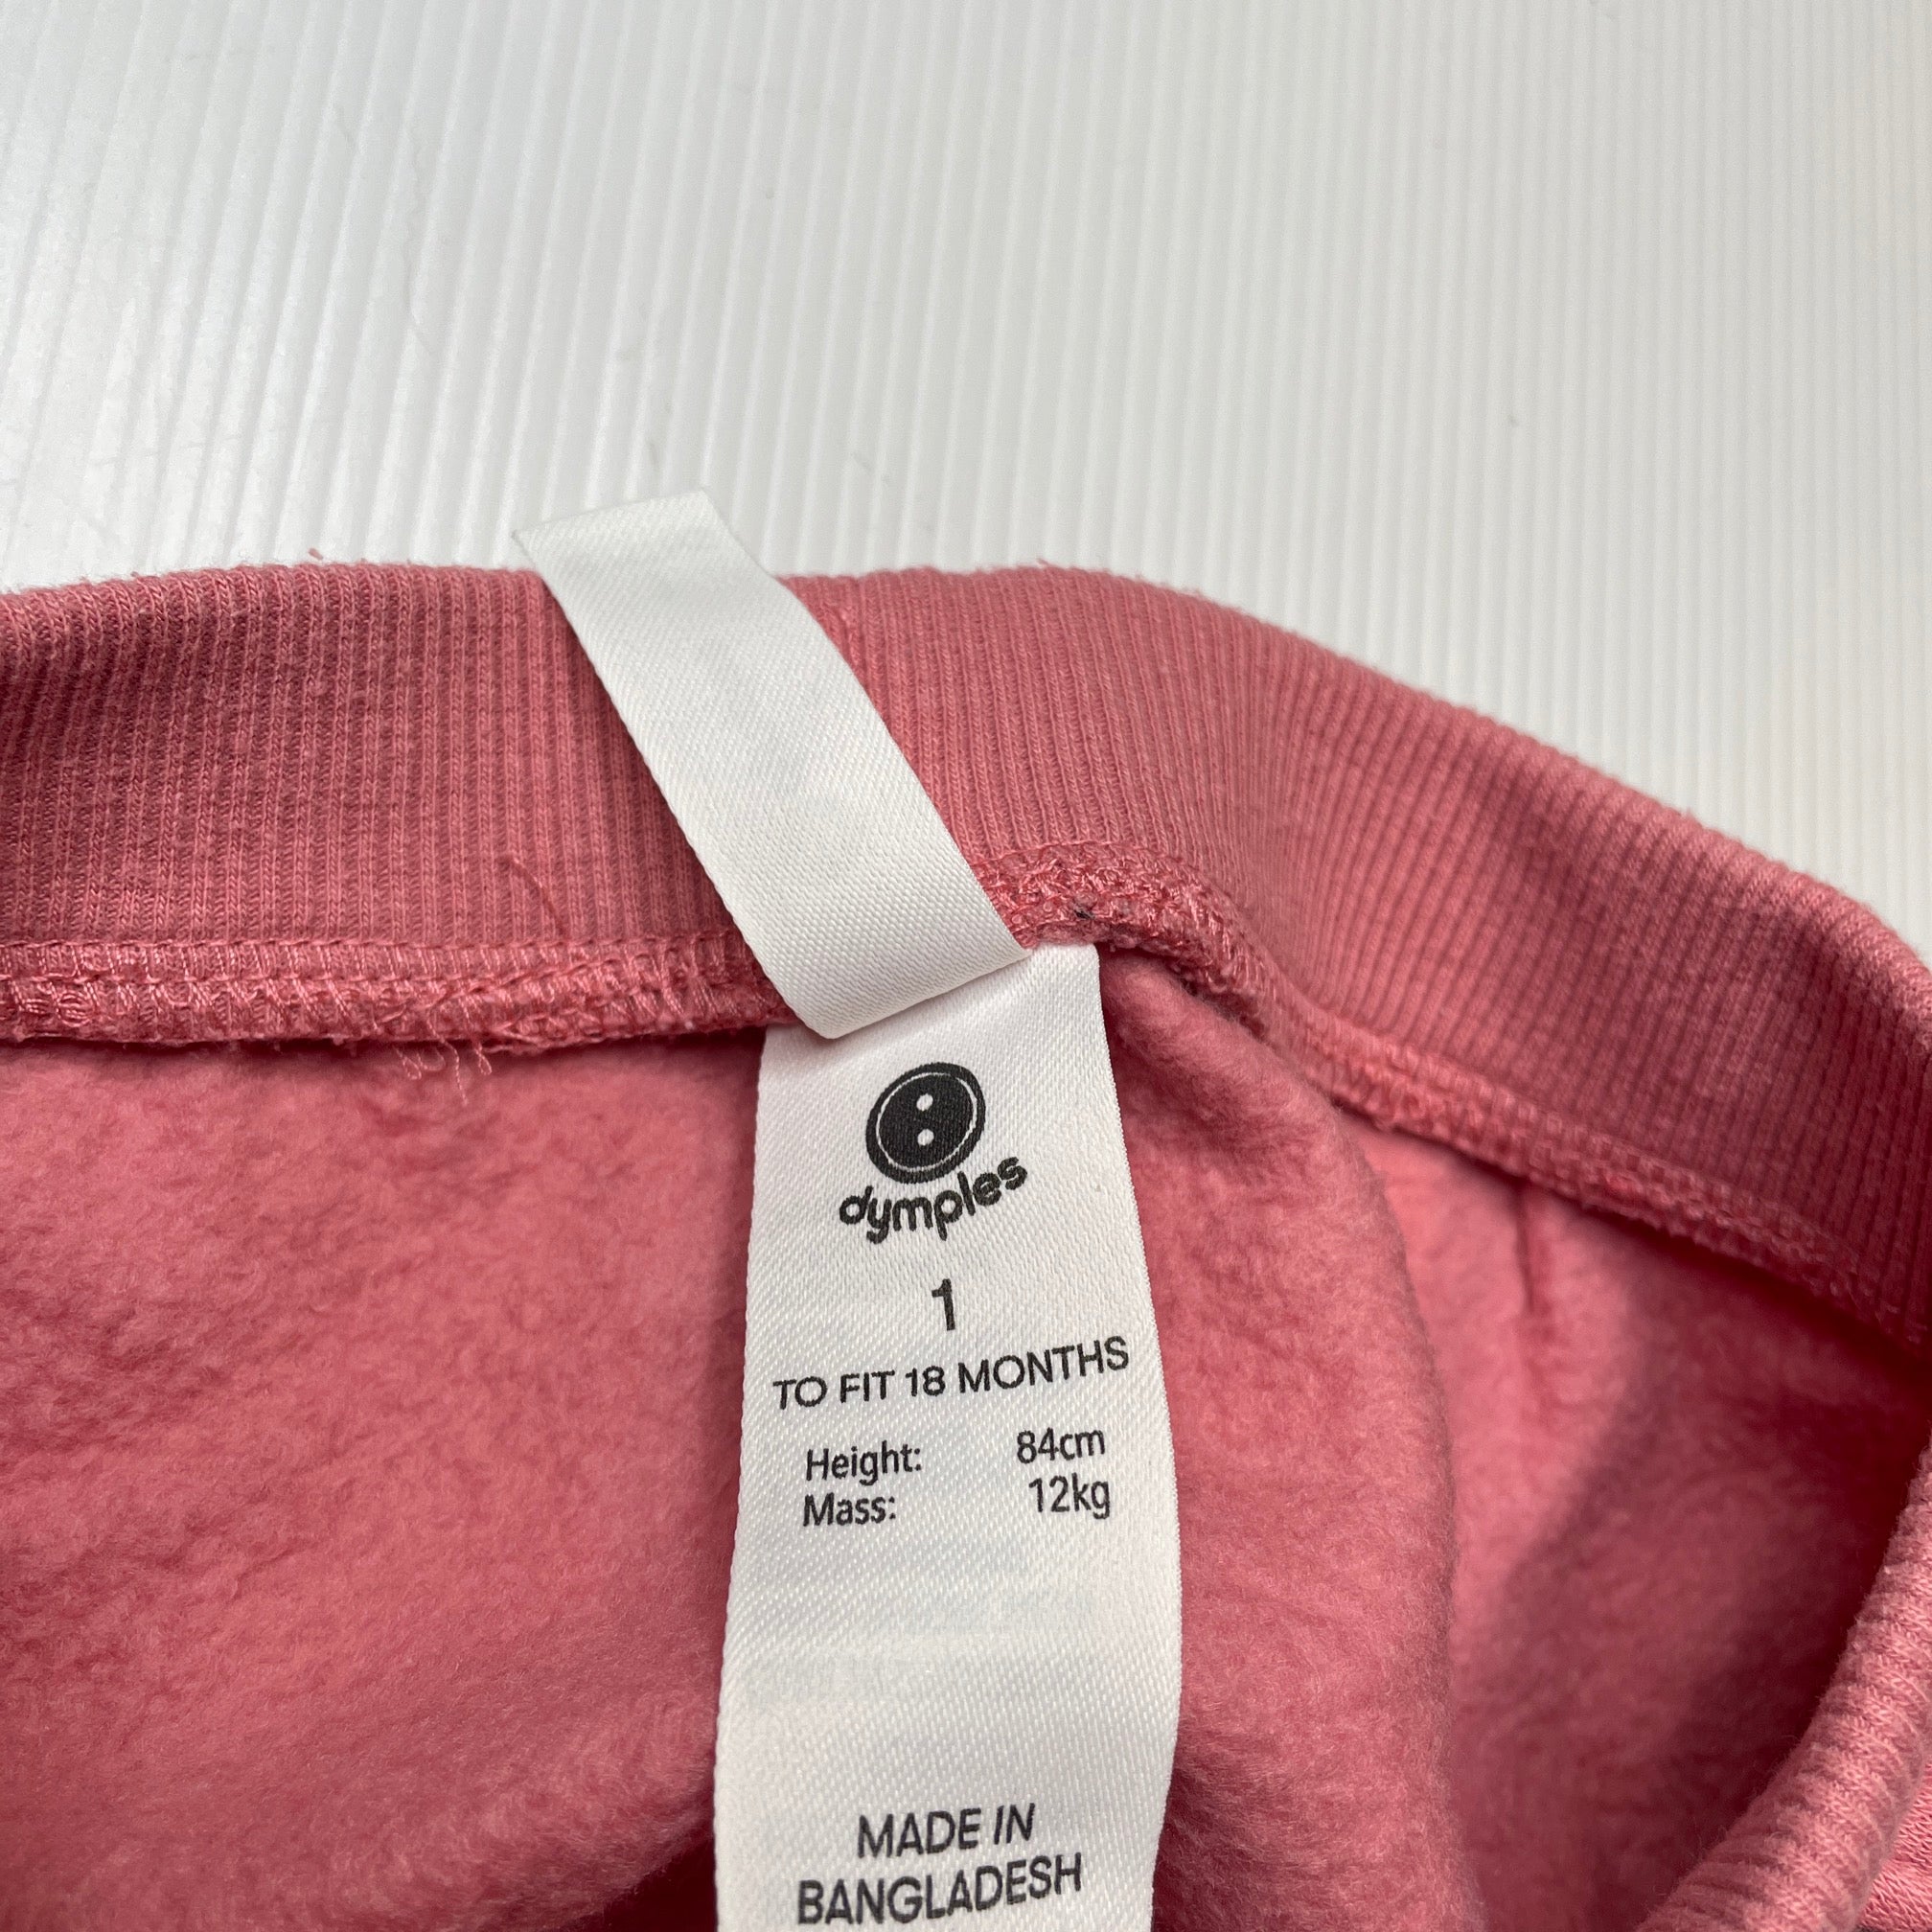 dymples
1
TO FIT 18 MONTHS
Height: 84cm
Mass: 12kg
MADE IN
BANGLADESH